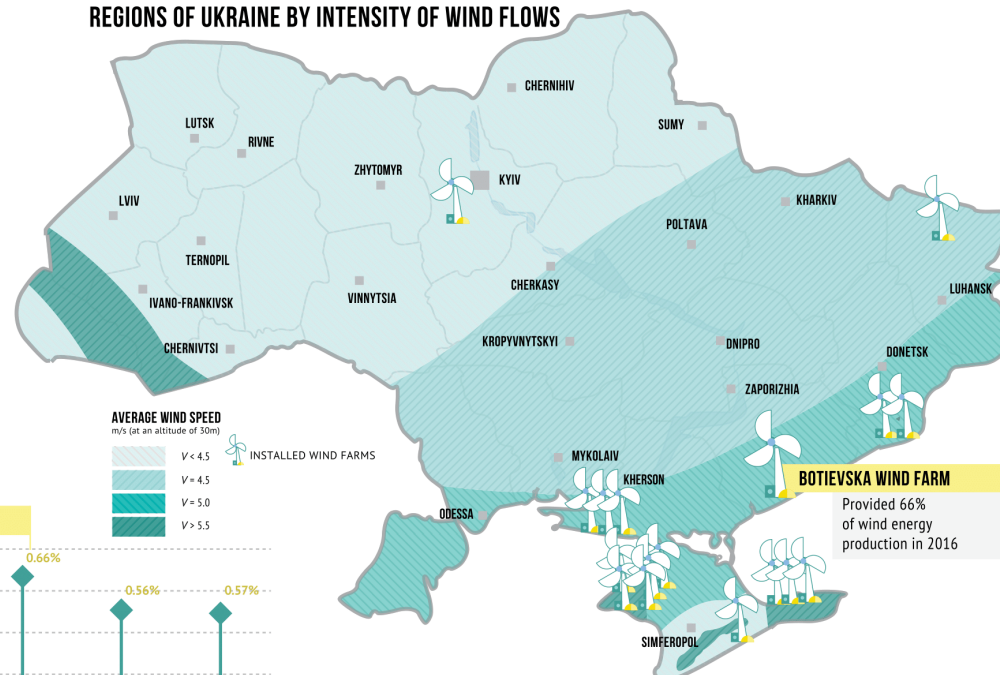 REGIONS OF UKRAINE BY INTENSITY OF WIND FLOWS
CHERNIHIV
LUTSK
SUMY
RIVNE
ZHYTOMYR
KYIV
LVIV
KHARKIV
POLTAVA
TERNOPIL
CHERKASY
LUHANSK
IVANO-FRANKIVSK
VINNYTSIA
CHERNIVTSI
KROPYVNYTSKYI
DNIPRO
DONETSK
ZAPORIZHIA
AVERAGE WIND SPEED
m/s (at an altitude of 30m)
V < 4.5
INSTALLED WIND FARMS
V = 4.5
V = 5.0
V > 5.5
MYKOLAIV
KHERSON
ODESSA
BOTIEVSKA WIND FARM
Provided 66%
of wind energy
production in 2016
0.66%
0.56%
0.57%
SIMFEROPOL